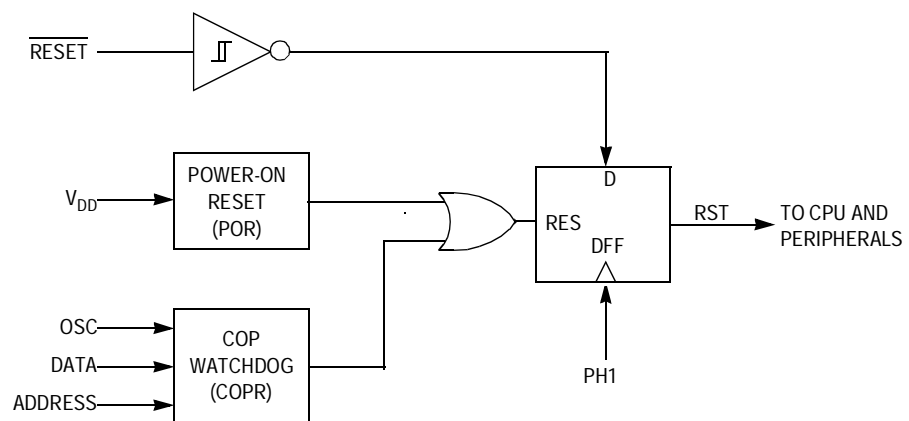 RESET
POWER-ON
RESET
(POR)
VDD
D
RES
DFF
RST
TO CPU AND
PERIPHERALS
OSC
DATA
ADDRESS
COP
WATCHDOG
(COPR)
PH1